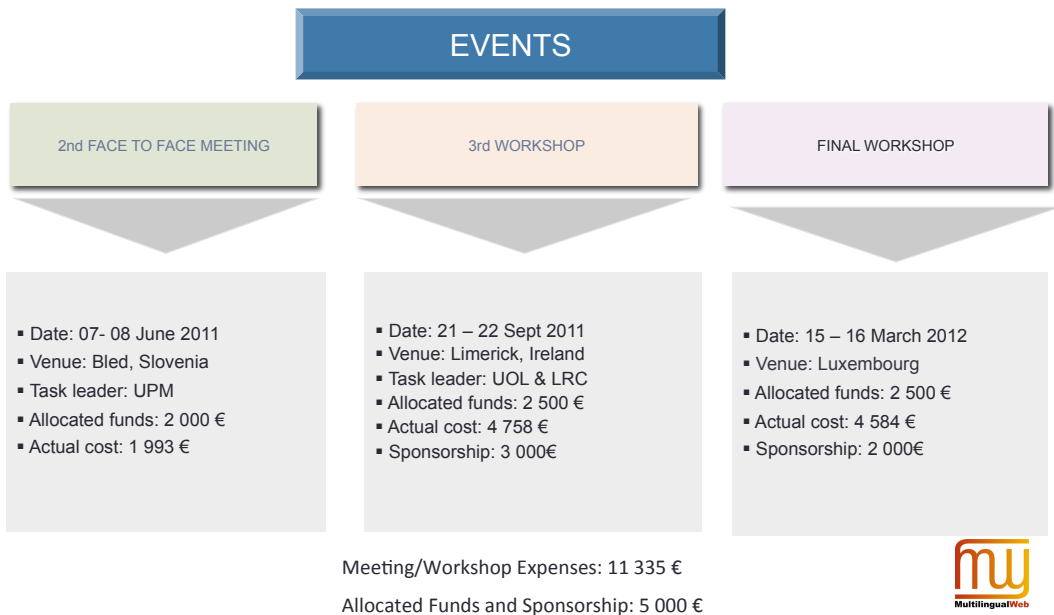 EVENTS
2nd FACE TO FACE MEETING
3rd WORKSHOP
FINAL WORKSHOP
▪ Date: 07- 08 June 2011
▪ Venue: Bled, Slovenia
▪ Task leader: UPM
▪ Allocated funds: 2 000 €
▪ Actual cost: 1 993 €
▪ Date: 21 – 22 Sept 2011
▪ Venue: Limerick, Ireland
▪ Task leader: UOL & LRC
▪ Allocated funds: 2 500 €
▪ Actual cost: 4 758 €
▪ Sponsorship: 3 000€
▪ Date: 15 – 16 March 2012
▪ Venue: Luxembourg
▪ Allocated funds: 2 500 €
▪ Actual cost: 4 584 €
▪ Sponsorship: 2 000€
Meeting/Workshop Expenses: 11 335 €
Allocated Funds and Sponsorship: 5 000 €
mw
MultilingualWeb